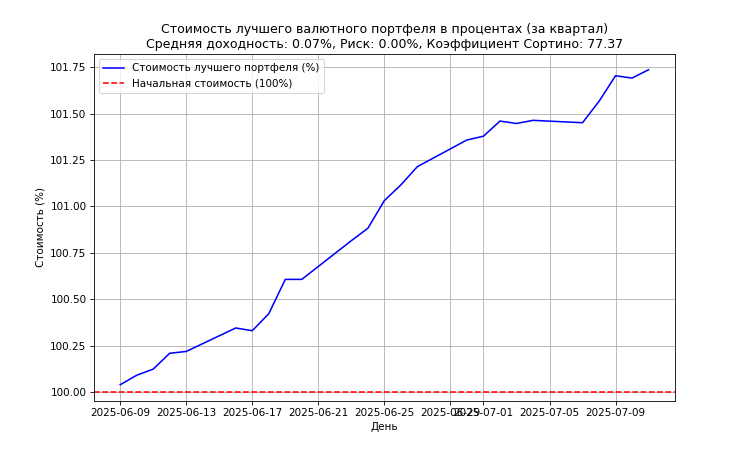 Стоимость лучшего валютного портфеля в процентах (за квартал)
Средняя доходность: 0.07%, Риск: 0.00%, Коэффициент Сортино: 77.37
Стоимость лучшего портфеля (%)
Начальная стоимость (100%)
Стоимость (%)
101.75
101.50
101.25
101.00
100.75
100.50
100.25
100.00
2025-06-09 2025-06-13 2025-06-17 2025-06-21 2025-06-25 2025-06-29 2025-07-01 2025-07-05 2025-07-09
День